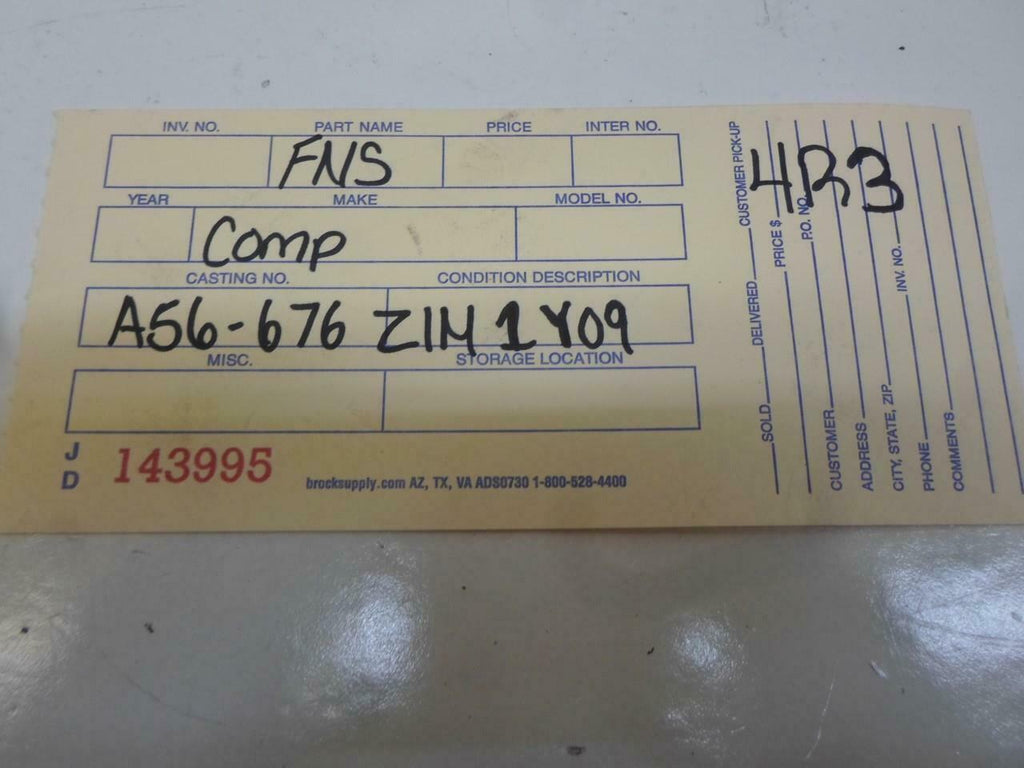 INV. NO. PART NAME PRICE INTER NO.
FNS
YEAR MAKE MODEL NO.
Comp
CASTING NO. CONDITION DESCRIPTION
A56-676 Z1M 1Y09
MISC. STORAGE LOCATION
J
D
143995
brocksupply.com AZ, TX, VA ADS0730 1-800-528-4400
4R3
SOLD DELIVERED CUSTOMER PICK-UP
PRICE $
P.O. NO.
CUSTOMER
ADDRESS
CITY, STATE, ZIP INV. NO.
PHONE
COMMENTS